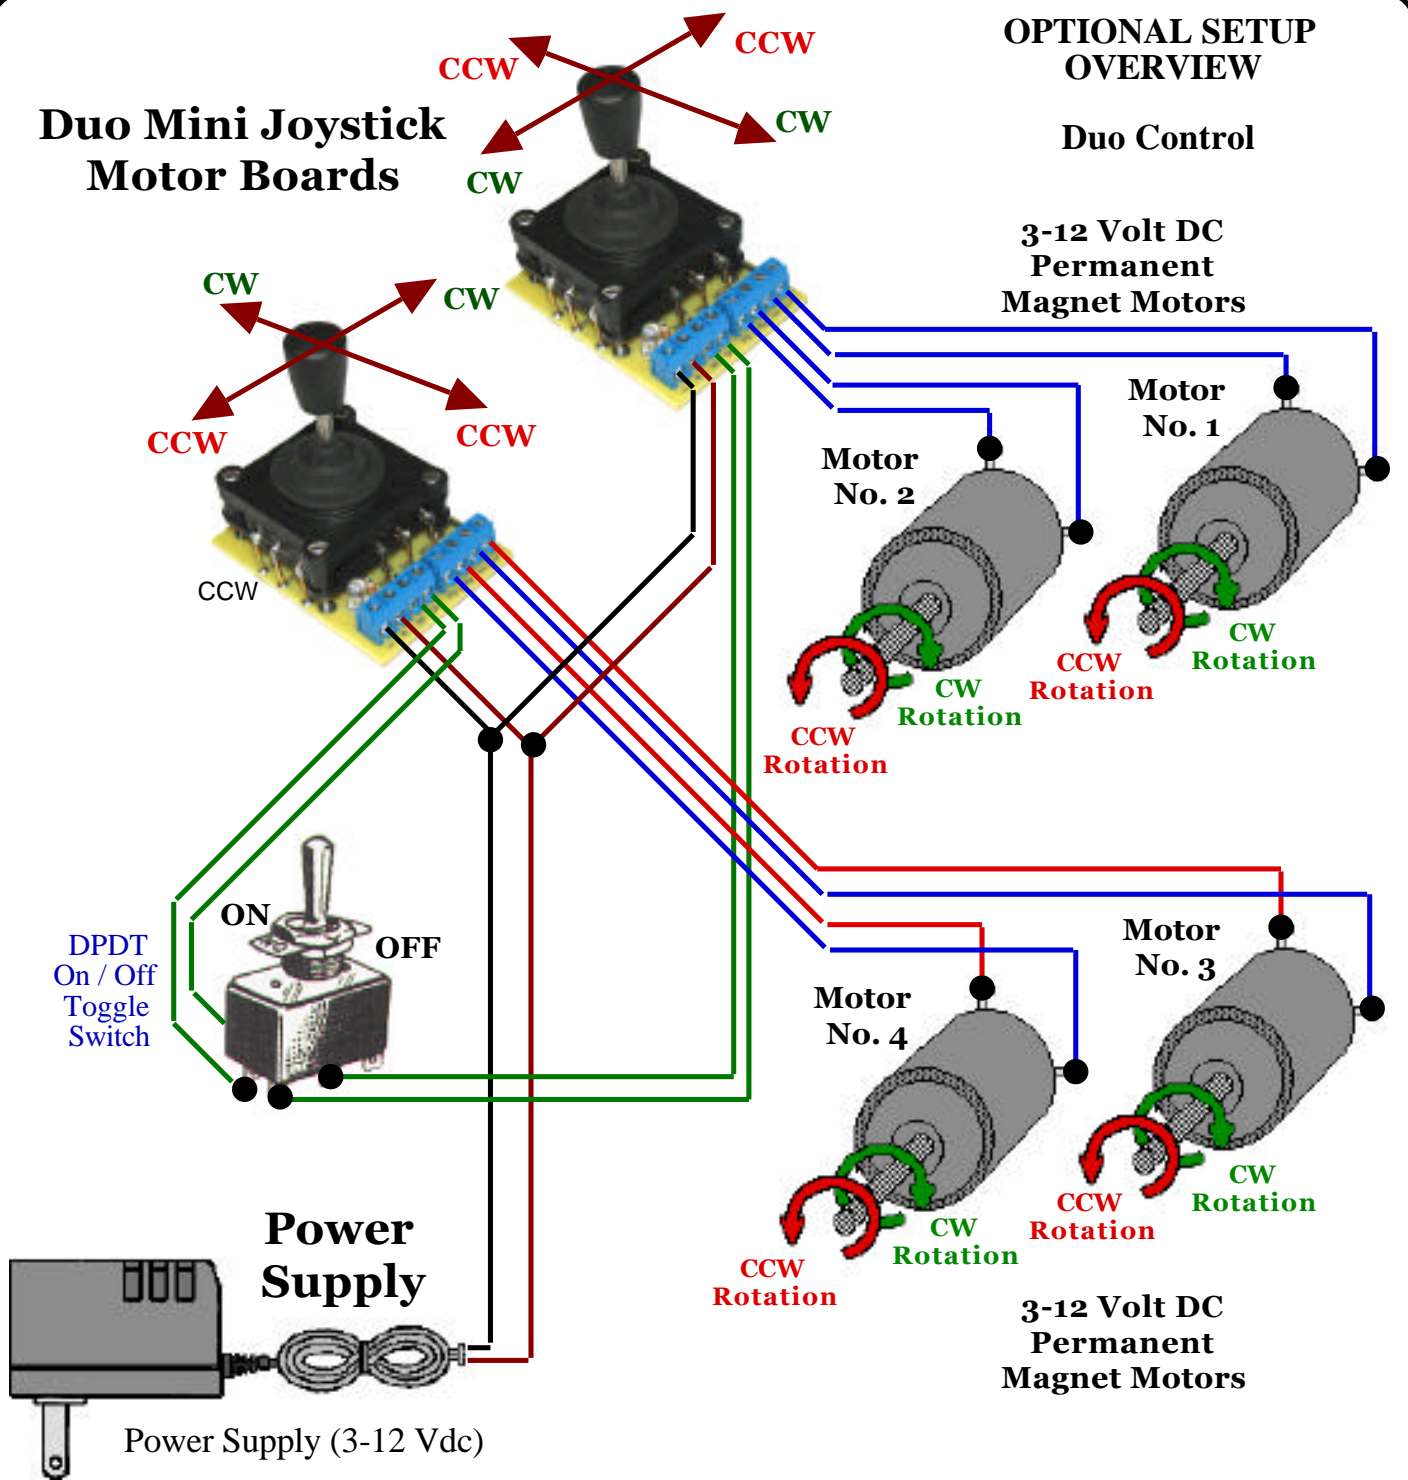 OPTIONAL SETUP
OVERVIEW
Duo Control
Duo Mini Joystick
Motor Boards
CCW
CCW
CW
CW
3-12 Volt DC
Permanent
Magnet Motors
CW
CW
CCW
CCW
CCW
Motor
No. 1
Motor
No. 2
CW
Rotation
CCW
Rotation
CW
Rotation
CCW
Rotation
ON
OFF
DPDT
On / Off
Toggle
Switch
Motor
No. 3
Motor
No. 4
CW
Rotation
CCW
Rotation
CW
Rotation
CCW
Rotation
Power
Supply
3-12 Volt DC
Permanent
Magnet Motors
Power Supply (3-12 Vdc)